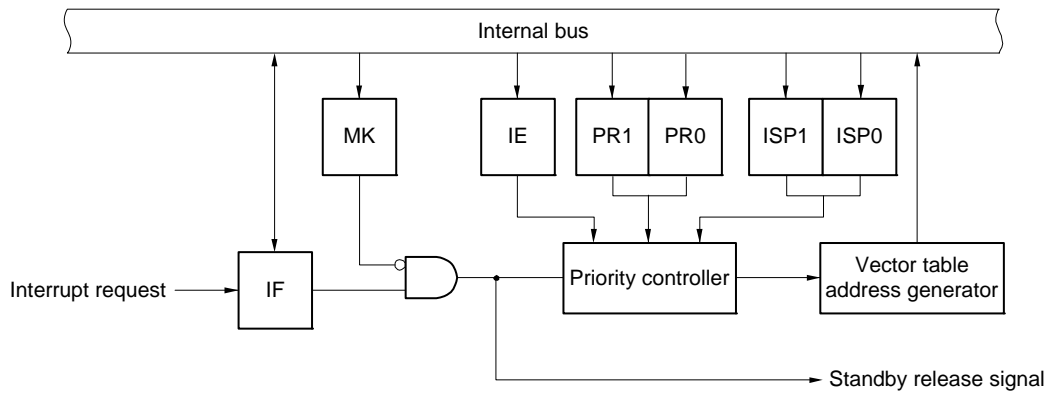 Internal bus
MK
IE
PR1
PR0
ISP1
ISP0
Interrupt request
IF
Priority controller
Vector table
address generator
Standby release signal